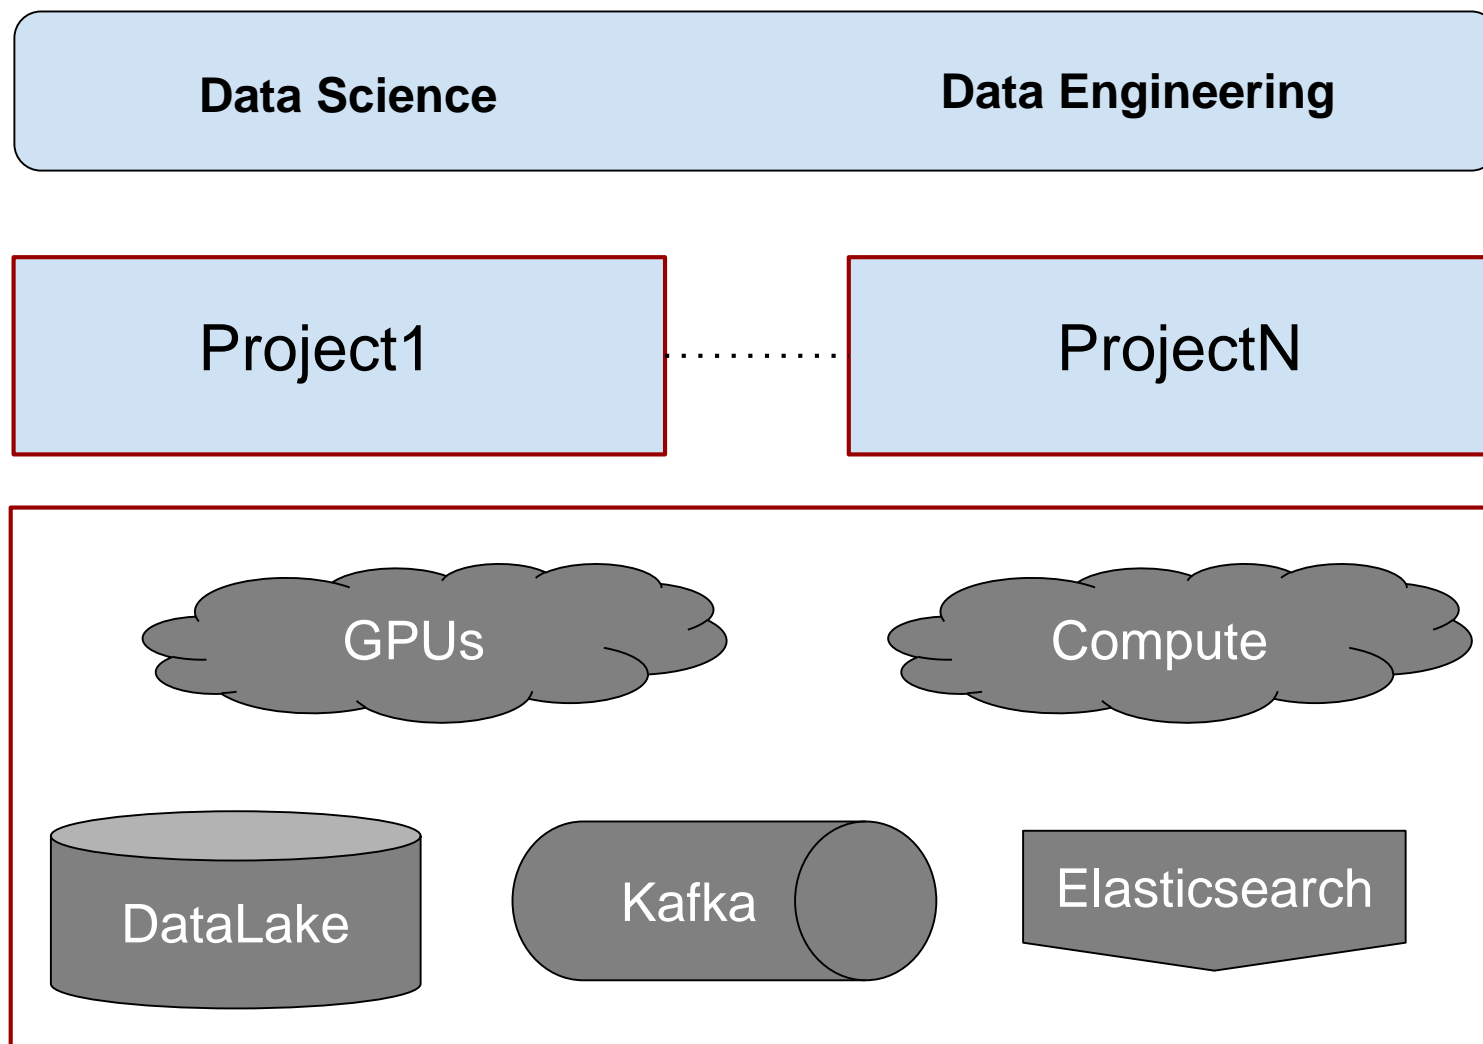 Data Science
Data Engineering
Project1
ProjectN
GPUs
Compute
DataLake
Kafka
Elasticsearch